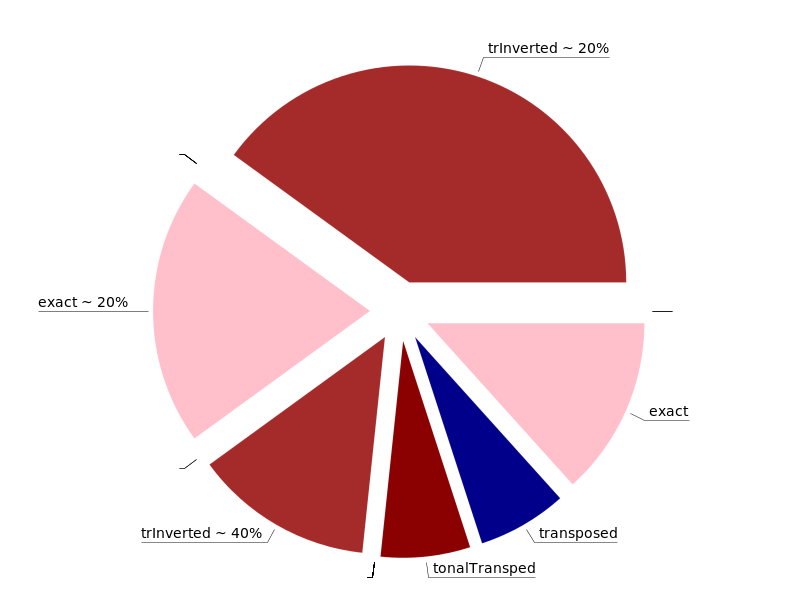 trInverted ~ 20%
exact ~ 20%
exact
trInverted ~ 40%
transposed
tonalTransped